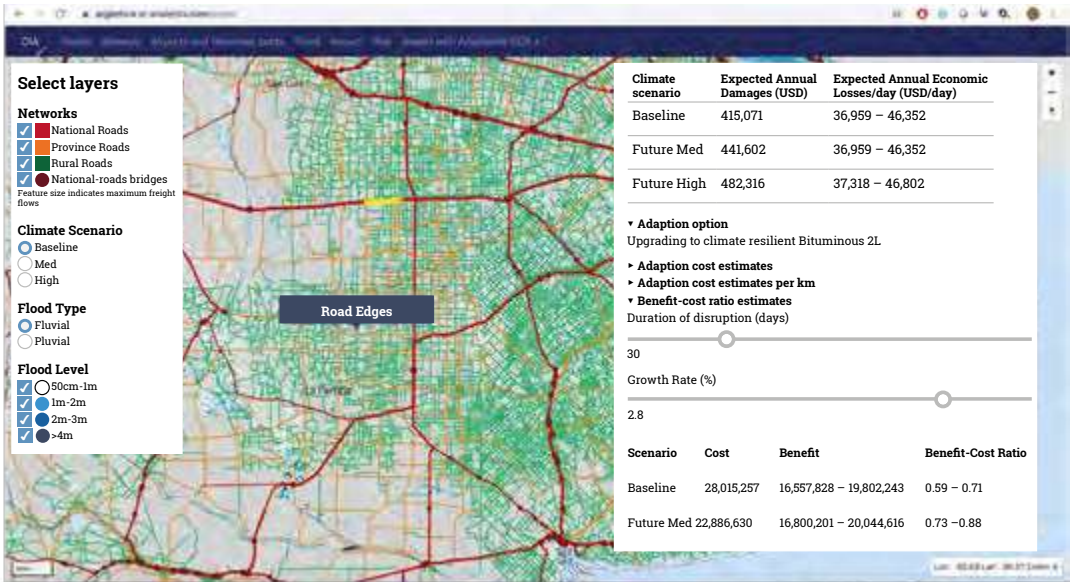 Select layers
Networks
National Roads
Province Roads
Rural Roads
National-roads bridges
Feature size indicates maximum freight
flows
Climate Scenario
Baseline
Med
High
Flood Type
Fluvial
Pluvial
Flood Level
50cm-1m
1m-2m
2m-3m
>4m
Road Edges
Climate scenario Expected Annual Damages (USD) Expected Annual Economic Losses/day (USD/day)
Baseline 415,071 36,959 – 46,352
Future Med 441,602 36,959 – 46,352
Future High 482,316 37,318 – 46,802
Adaption option
Upgrading to climate resilient Bituminous 2L
Adaption cost estimates
Adaption cost estimates per km
Benefit-cost ratio estimates
Duration of disruption (days)
30
Growth Rate (%)
2.8
Scenario Cost Benefit Benefit-Cost Ratio
Baseline 28,015,257 16,557,828 – 19,802,243 0.59 – 0.71
Future Med 22,886,630 16,800,201 – 20,044,616 0.73 –0.88